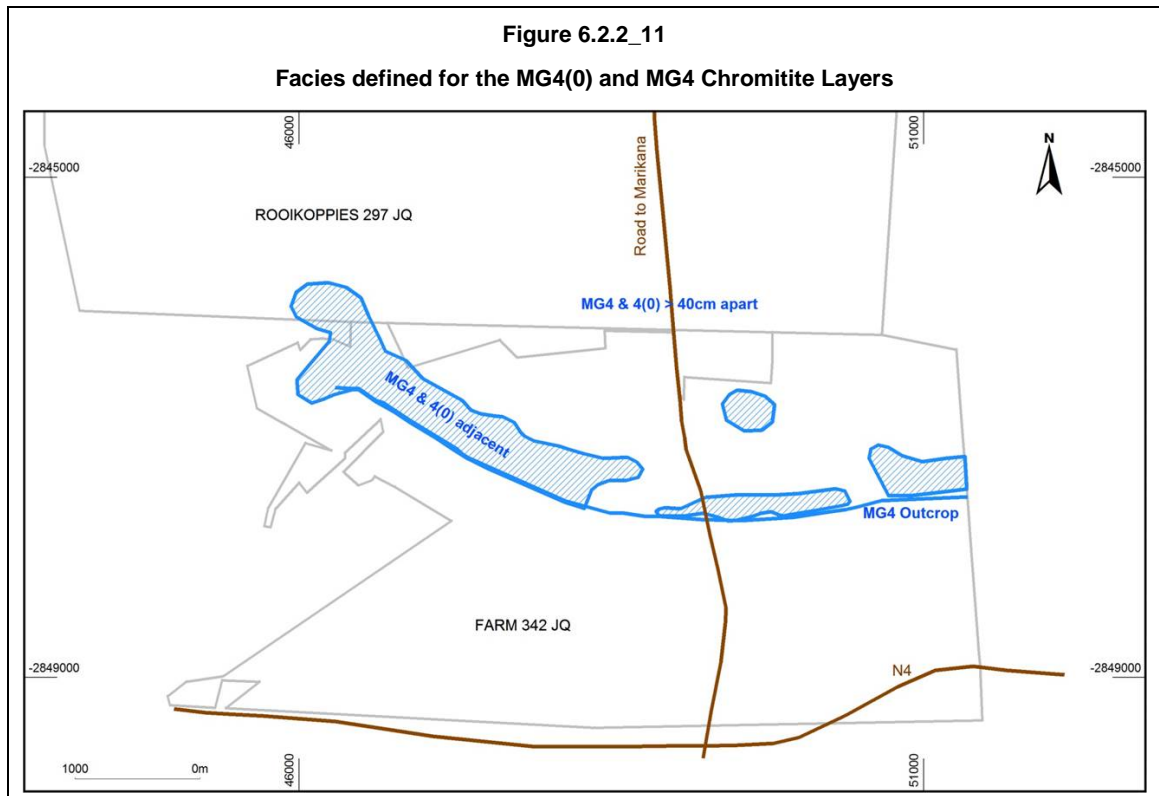 Figure 6.2.2_11
Facies defined for the MG4(0) and MG4 Chromitite Layers
46000
51000
N
-2845000
-2845000
ROOIKOPPIES 297 JQ
Road to Marikana
MG4 & 4(0) > 40cm apart
MG4 & 4(0) adjacent
MG4 Outcrop
FARM 342 JQ
-2849000
-2849000
N4
1000
0m
46000
51000